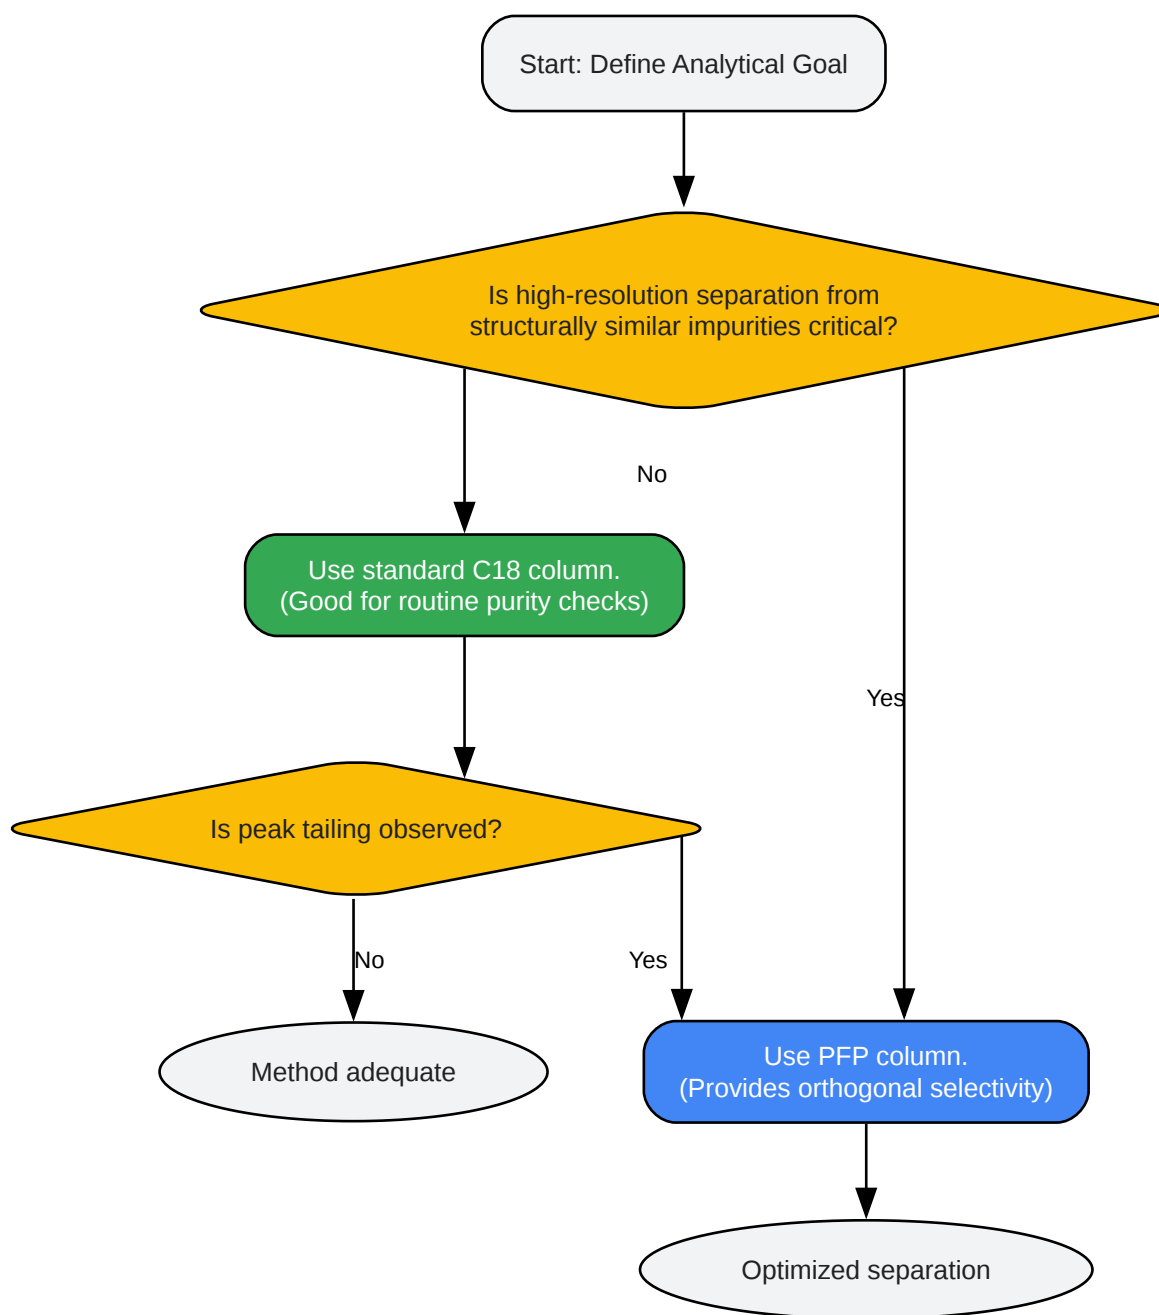 Start: Define Analytical Goal
Is high-resolution separation from
structurally similar impurities critical?
No
Use standard C18 column.
(Good for routine purity checks)
Yes
Is peak tailing observed?
No
Yes
Use PFP column.
(Provides orthogonal selectivity)
Method adequate
Optimized separation